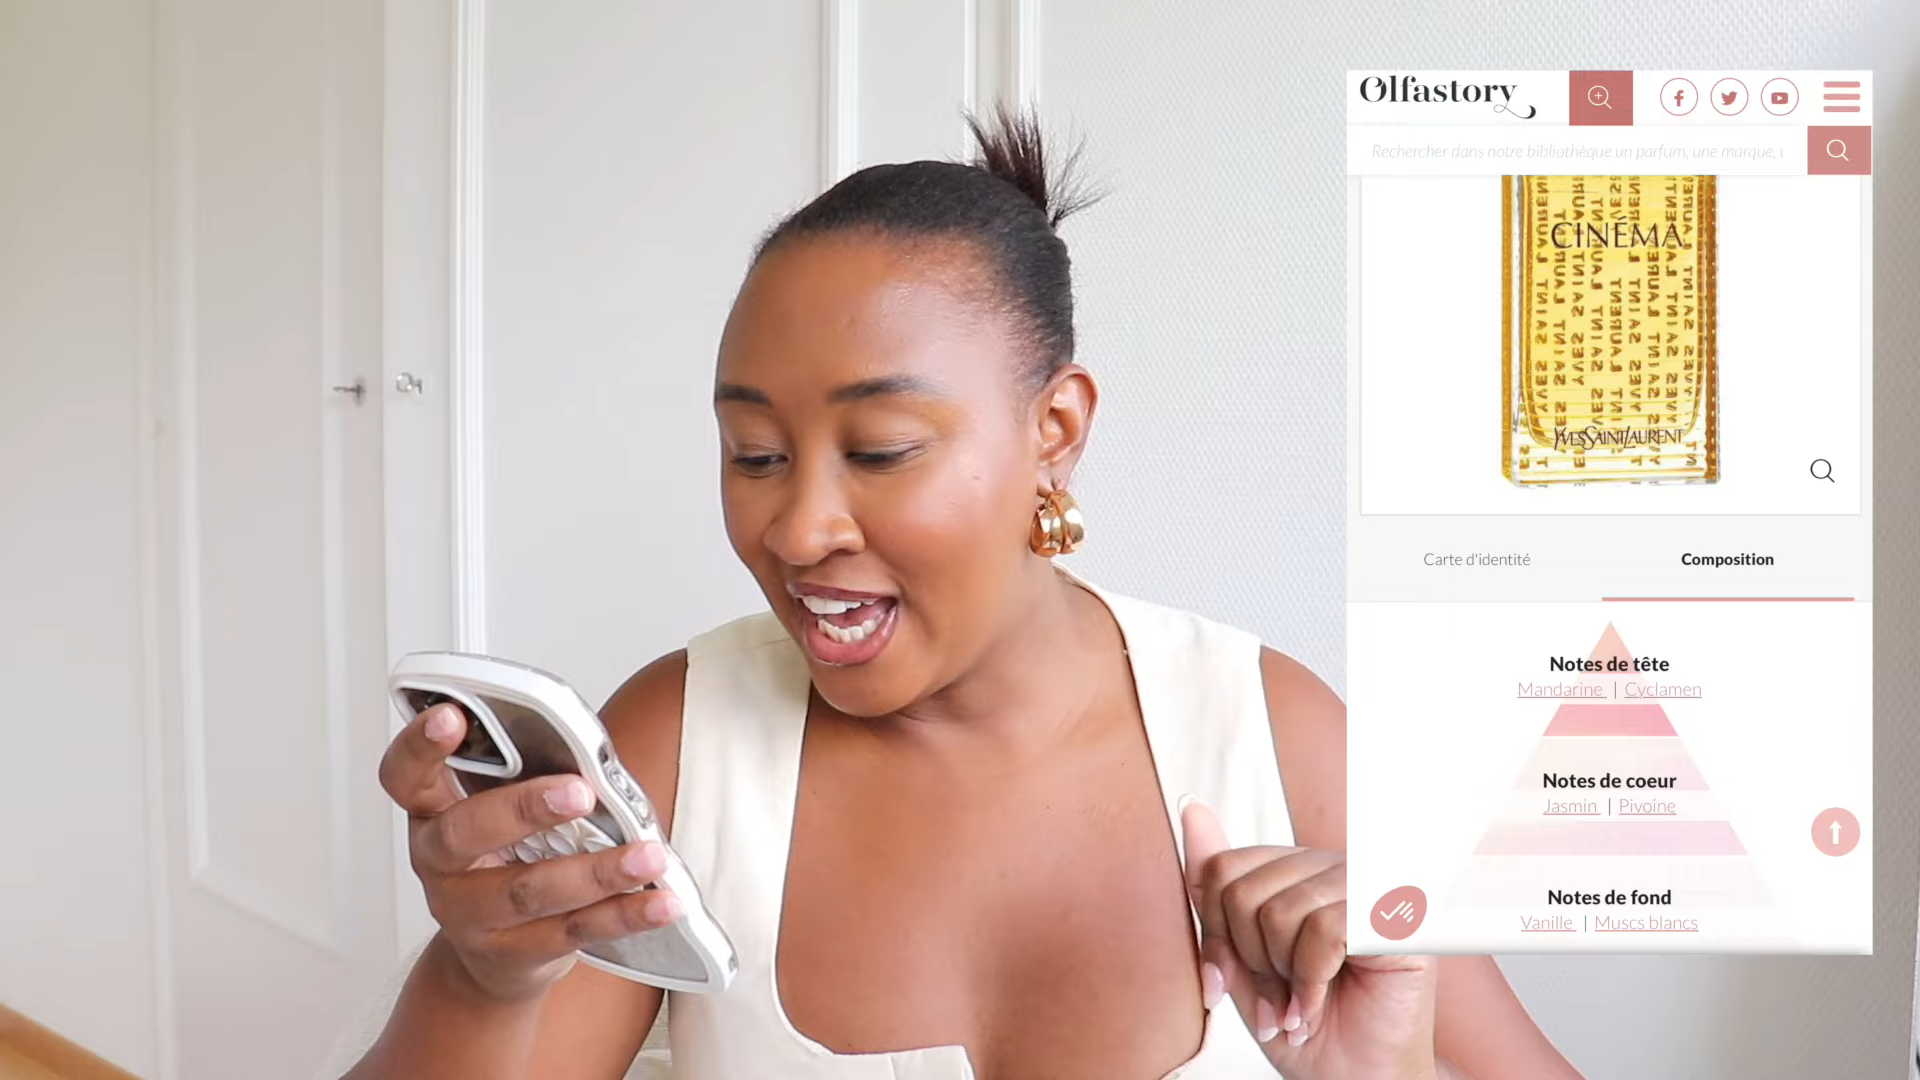 Olfastory
Rechercher dans notre bibliothèque un parfum, une marque, u
CINÉMA
YVESSAINTLAURENT
Carte d'identité
Composition
Notes de tête
Mandarine | Cyclamen
Notes de coeur
Jasmin | Pivoine
Notes de fond
Vanille | Muscs blancs